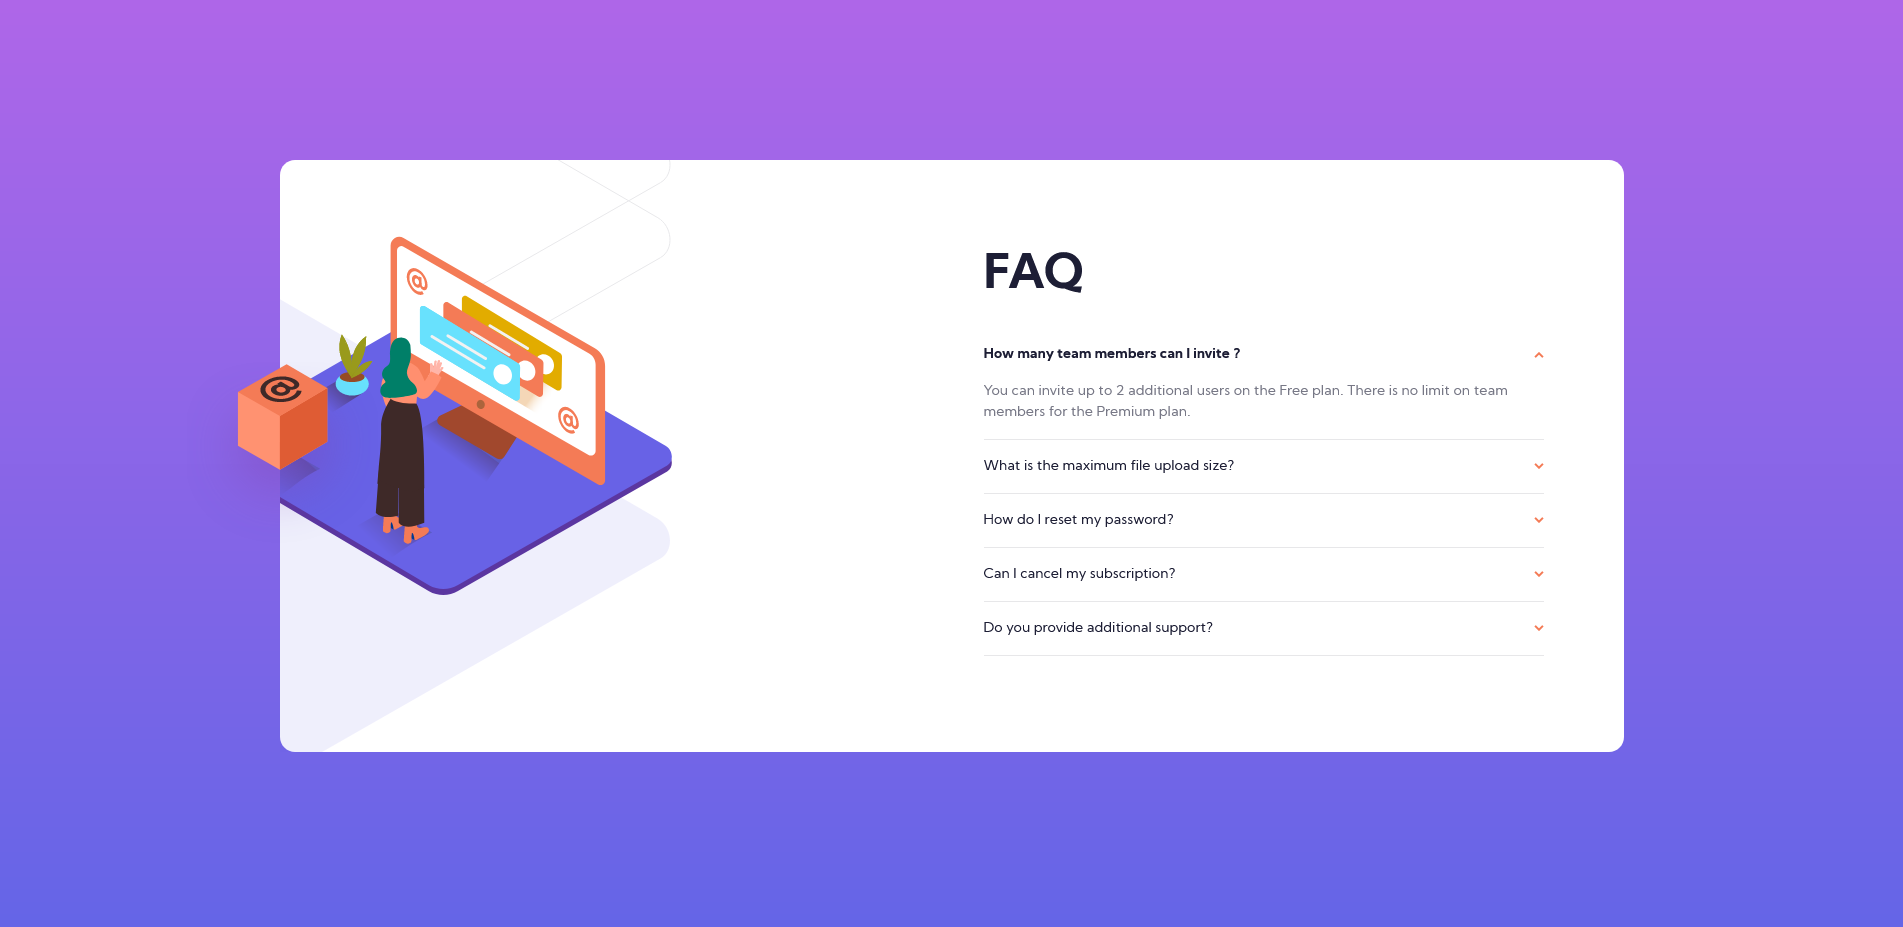 FAQ
How many team members can I invite ?
You can invite up to 2 additional users on the Free plan. There is no limit on team
members for the Premium plan.
What is the maximum file upload size?
How do I reset my password?
Can I cancel my subscription?
Do you provide additional support?
@
@
@